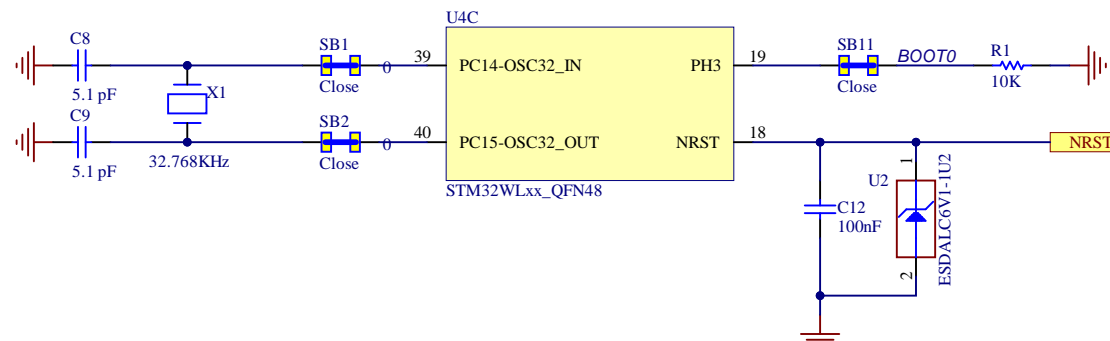 U4C
C8
5.1 pF
C9
5.1 pF
X1
32.768KHz
SB1
0
Close
SB2
0
Close
39
PC14-OSC32_IN
40
PC15-OSC32_OUT
PH3
19
NRST
18
STM32WLxx_QFN48
SB11
Close
BOOT0
R1
10K
NRST
C12
100nF
U2
1
2
ESDALC6V1-1U2